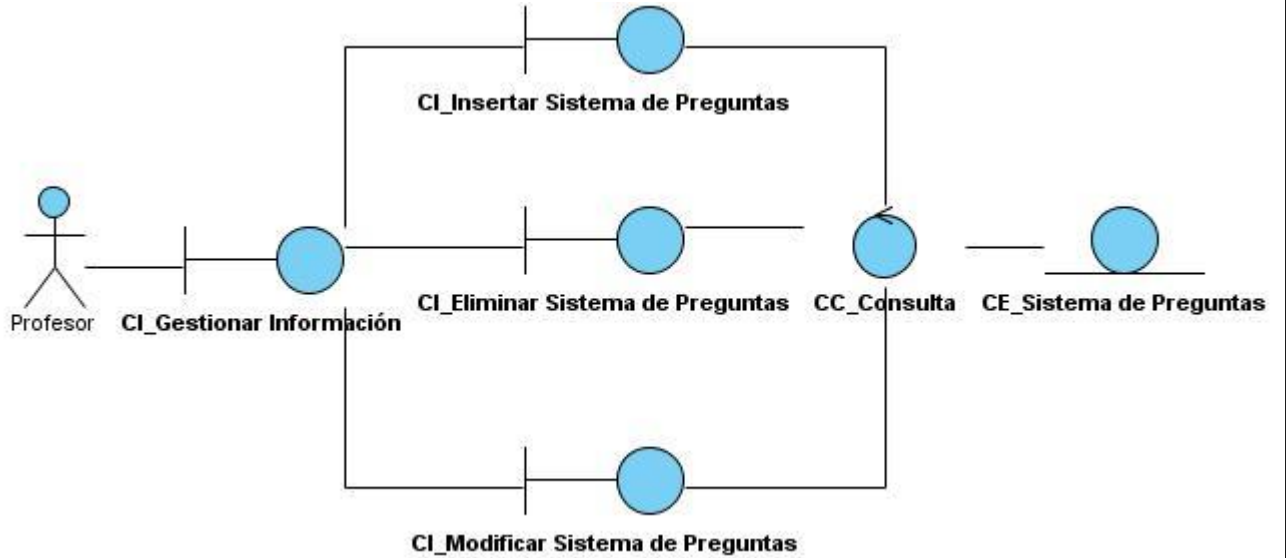 CI_Insertar Sistema de Preguntas
Profesor
CI_Gestionar Información
CI_Eliminar Sistema de Preguntas
CC_Consulta
CE_Sistema de Preguntas
CI_Modificar Sistema de Preguntas